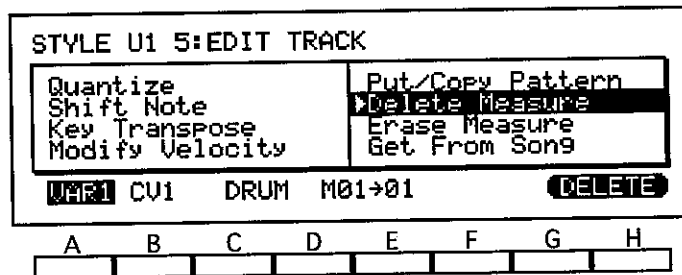 STYLE U1 5:EDIT TRACK
Quantize
Shift Note
Key Transpose
Modify Velocity
Put/Copy Pattern
Delete Measure
Erase Measure
Get From Song
VAR1 CV1 DRUM M01→01 DELETE
A B C D E F G H